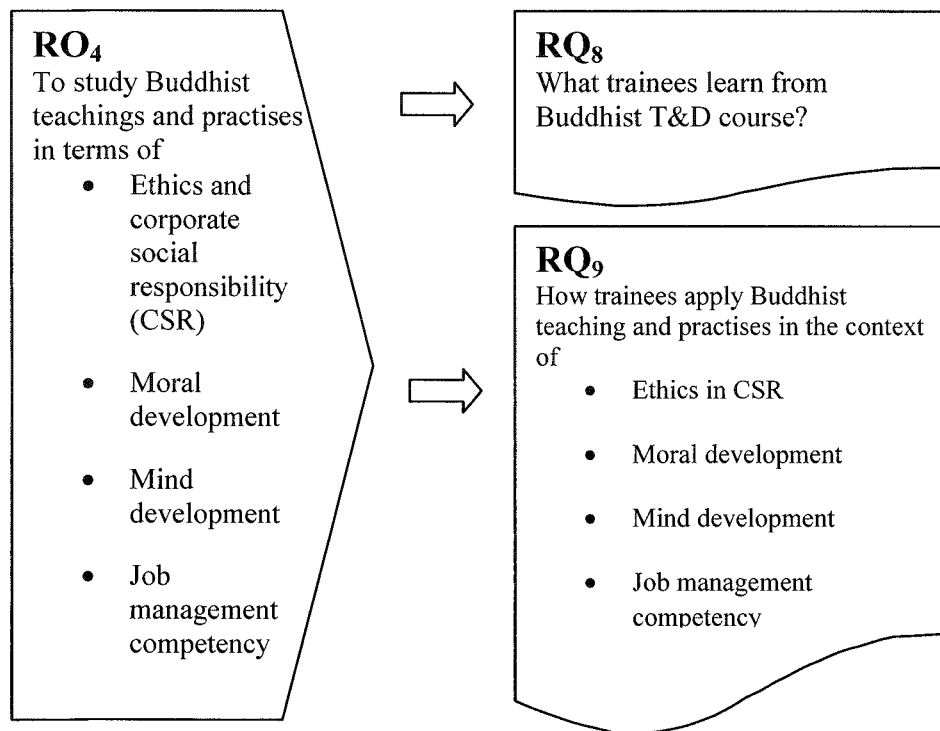 RO₄
To study Buddhist
teachings and practises
in terms of
• Ethics and
corporate
social
responsibility
(CSR)
• Moral
development
• Mind
development
• Job
management
competency
RQ₈
What trainees learn from
Buddhist T&D course?
RQ₉
How trainees apply Buddhist
teaching and practises in the context
of
• Ethics in CSR
• Moral development
• Mind development
• Job management
competency